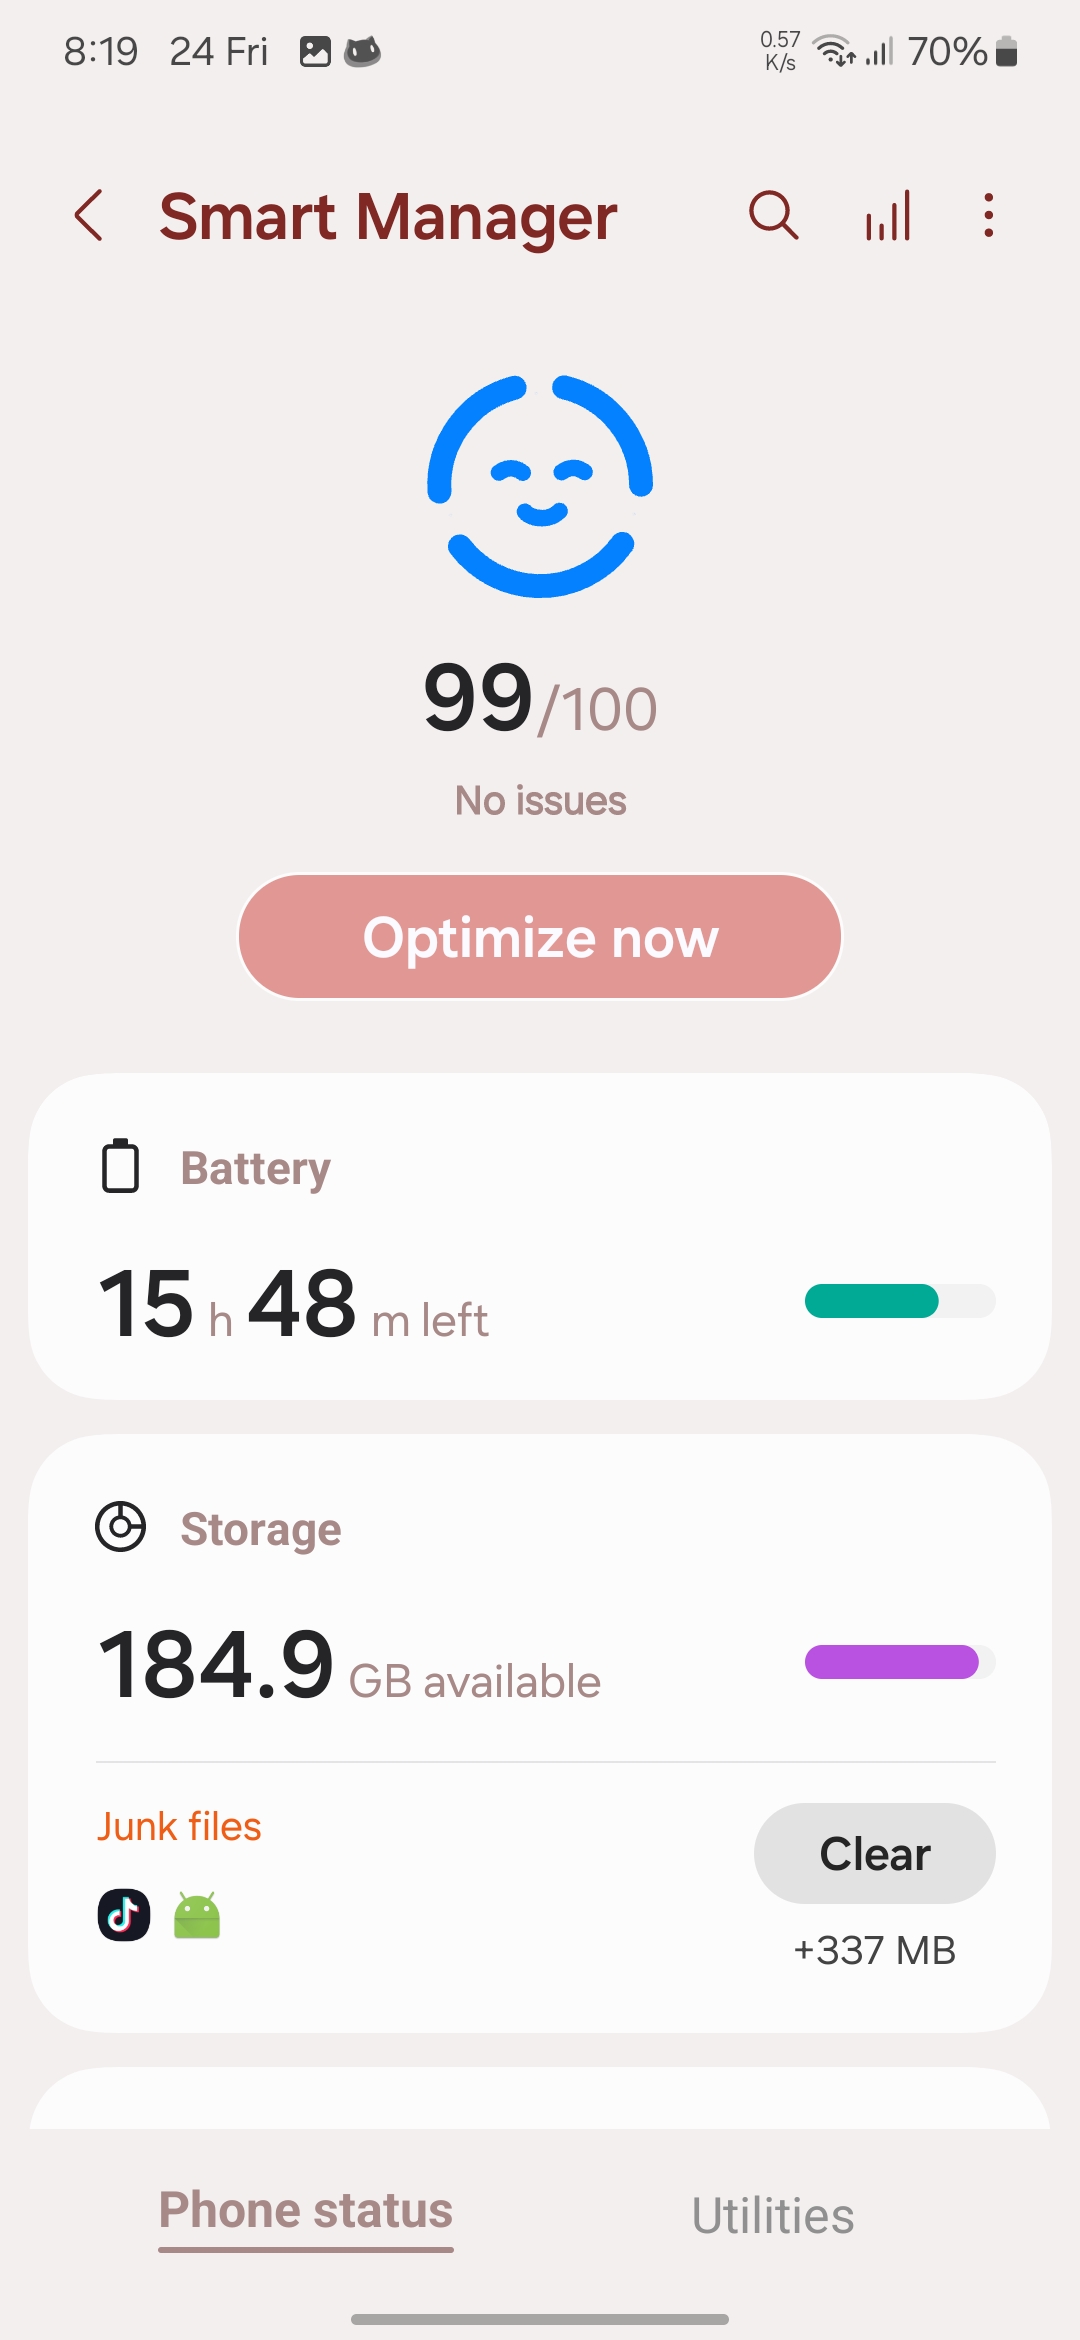 8:19 24 Fri 0.57 K/s 70%
Smart Manager
99/100
No issues
Optimize now
Battery
15 h 48 m left
Storage
184.9 GB available
Junk files
Clear
+337 MB
Phone status Utilities